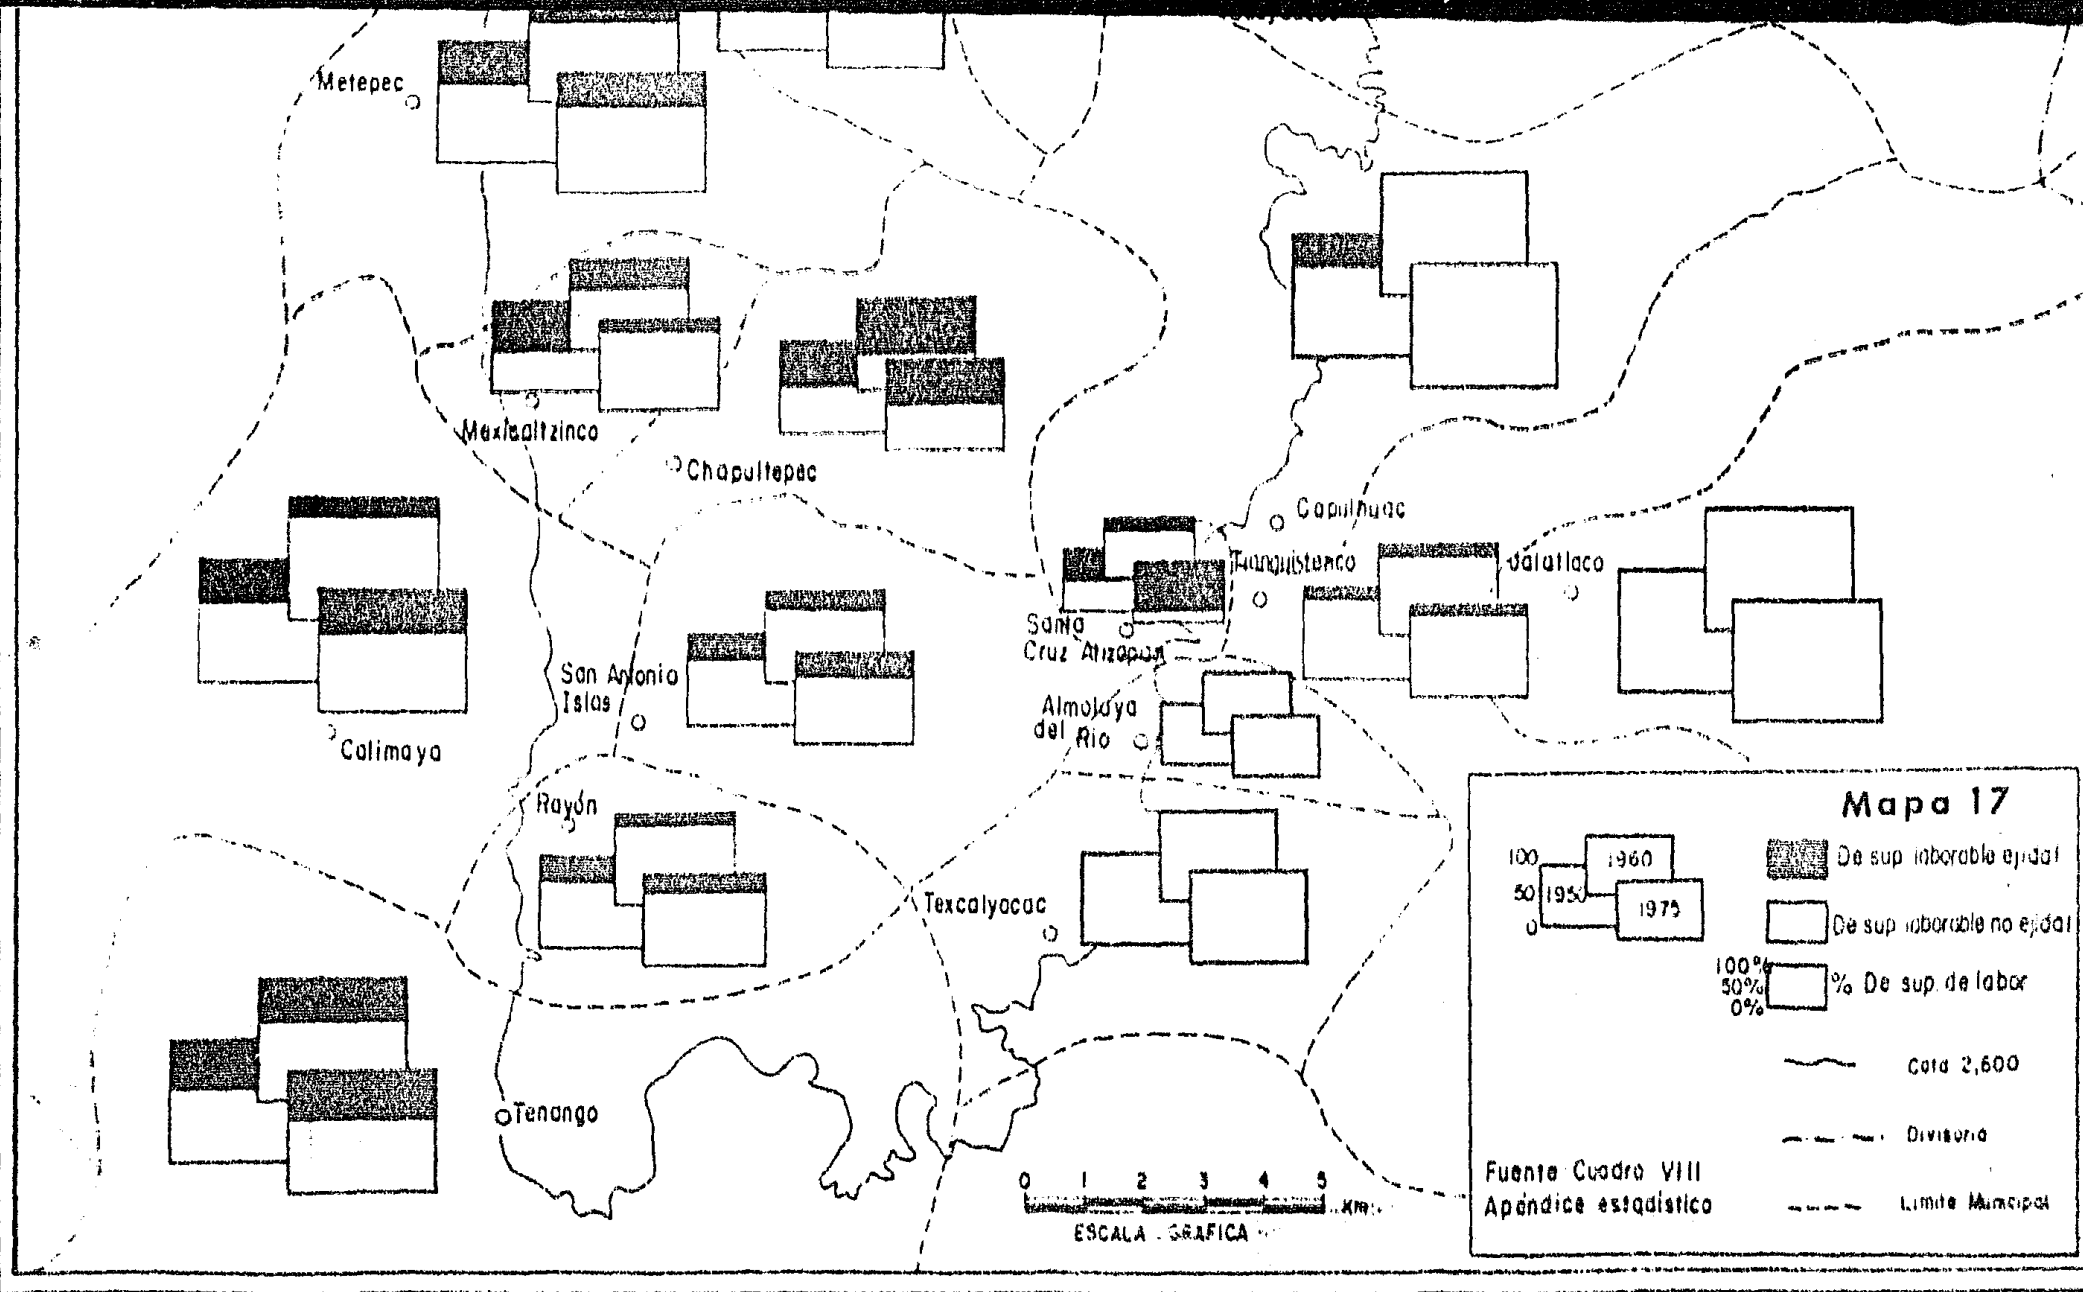 Metepec
Mexicaltzinco
Chapultepec
Capulhuac
Tianguistenco
Jalatlaco
Santa
Cruz Atizapán
San Antonio
Islas
Almoloya
del Rio
Calimaya
Rayón
Texcalyacac
Tenango
0 1 2 3 4 5
Km.
ESCALA GRAFICA
Mapa 17
100
50
0
1950
1960
1975
De sup laborable ejidal
De sup laborable no ejidal
100%
50%
0%
% De sup. de labor
Cota 2,600
Divisoria
Limite Municipal
Fuente Cuadro VIII
Apéndice estadístico